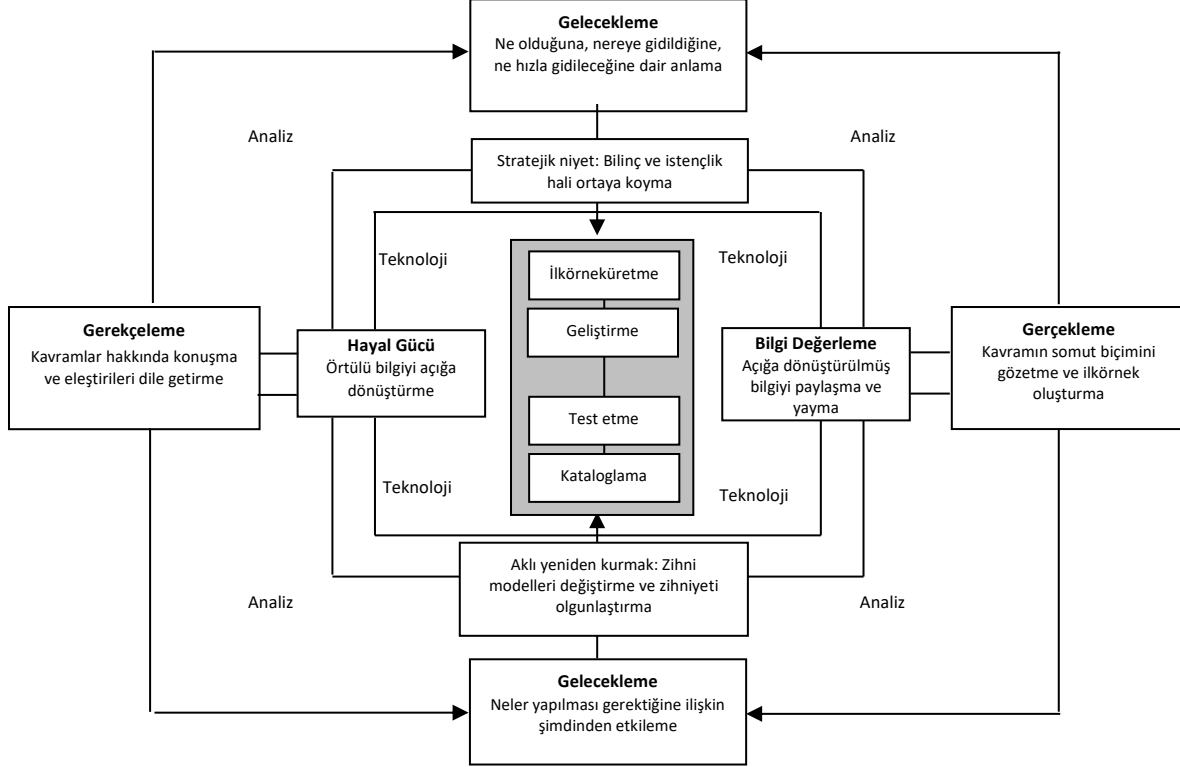 Gelecekleme
Ne olduğuna, nereye gidildiğine,
ne hızla gidileceğine dair anlama
Analiz
Analiz
Stratejik niyet: Bilinç ve istençlik
hali ortaya koyma
Teknoloji
Teknoloji
İlkörneküretme
Geliştirme
Test etme
Kataloglama
Gerekçeleme
Kavramlar hakkında konuşma
ve eleştirileri dile getirme
Hayal Gücü
Örtülü bilgiyi açığa
dönüştürme
Bilgi Değerleme
Açığa dönüştürülmüş
bilgiyi paylaşma ve
yayma
Gerçekleme
Kavramın somut biçimini
gözetme ve ilkörnek
oluşturma
Teknoloji
Teknoloji
Aklı yeniden kurmak: Zihni
modelleri değiştirme ve zihniyeti
olgunlaştırma
Analiz
Analiz
Gelecekleme
Neler yapılması gerektiğine ilişkin
şimdinden etkileme